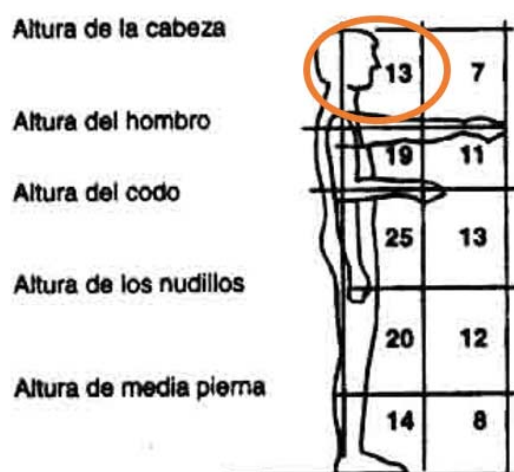 Altura de la cabeza
13 7
Altura del hombro
19 11
Altura del codo
25 13
Altura de los nudillos
20 12
Altura de media pierna
14 8